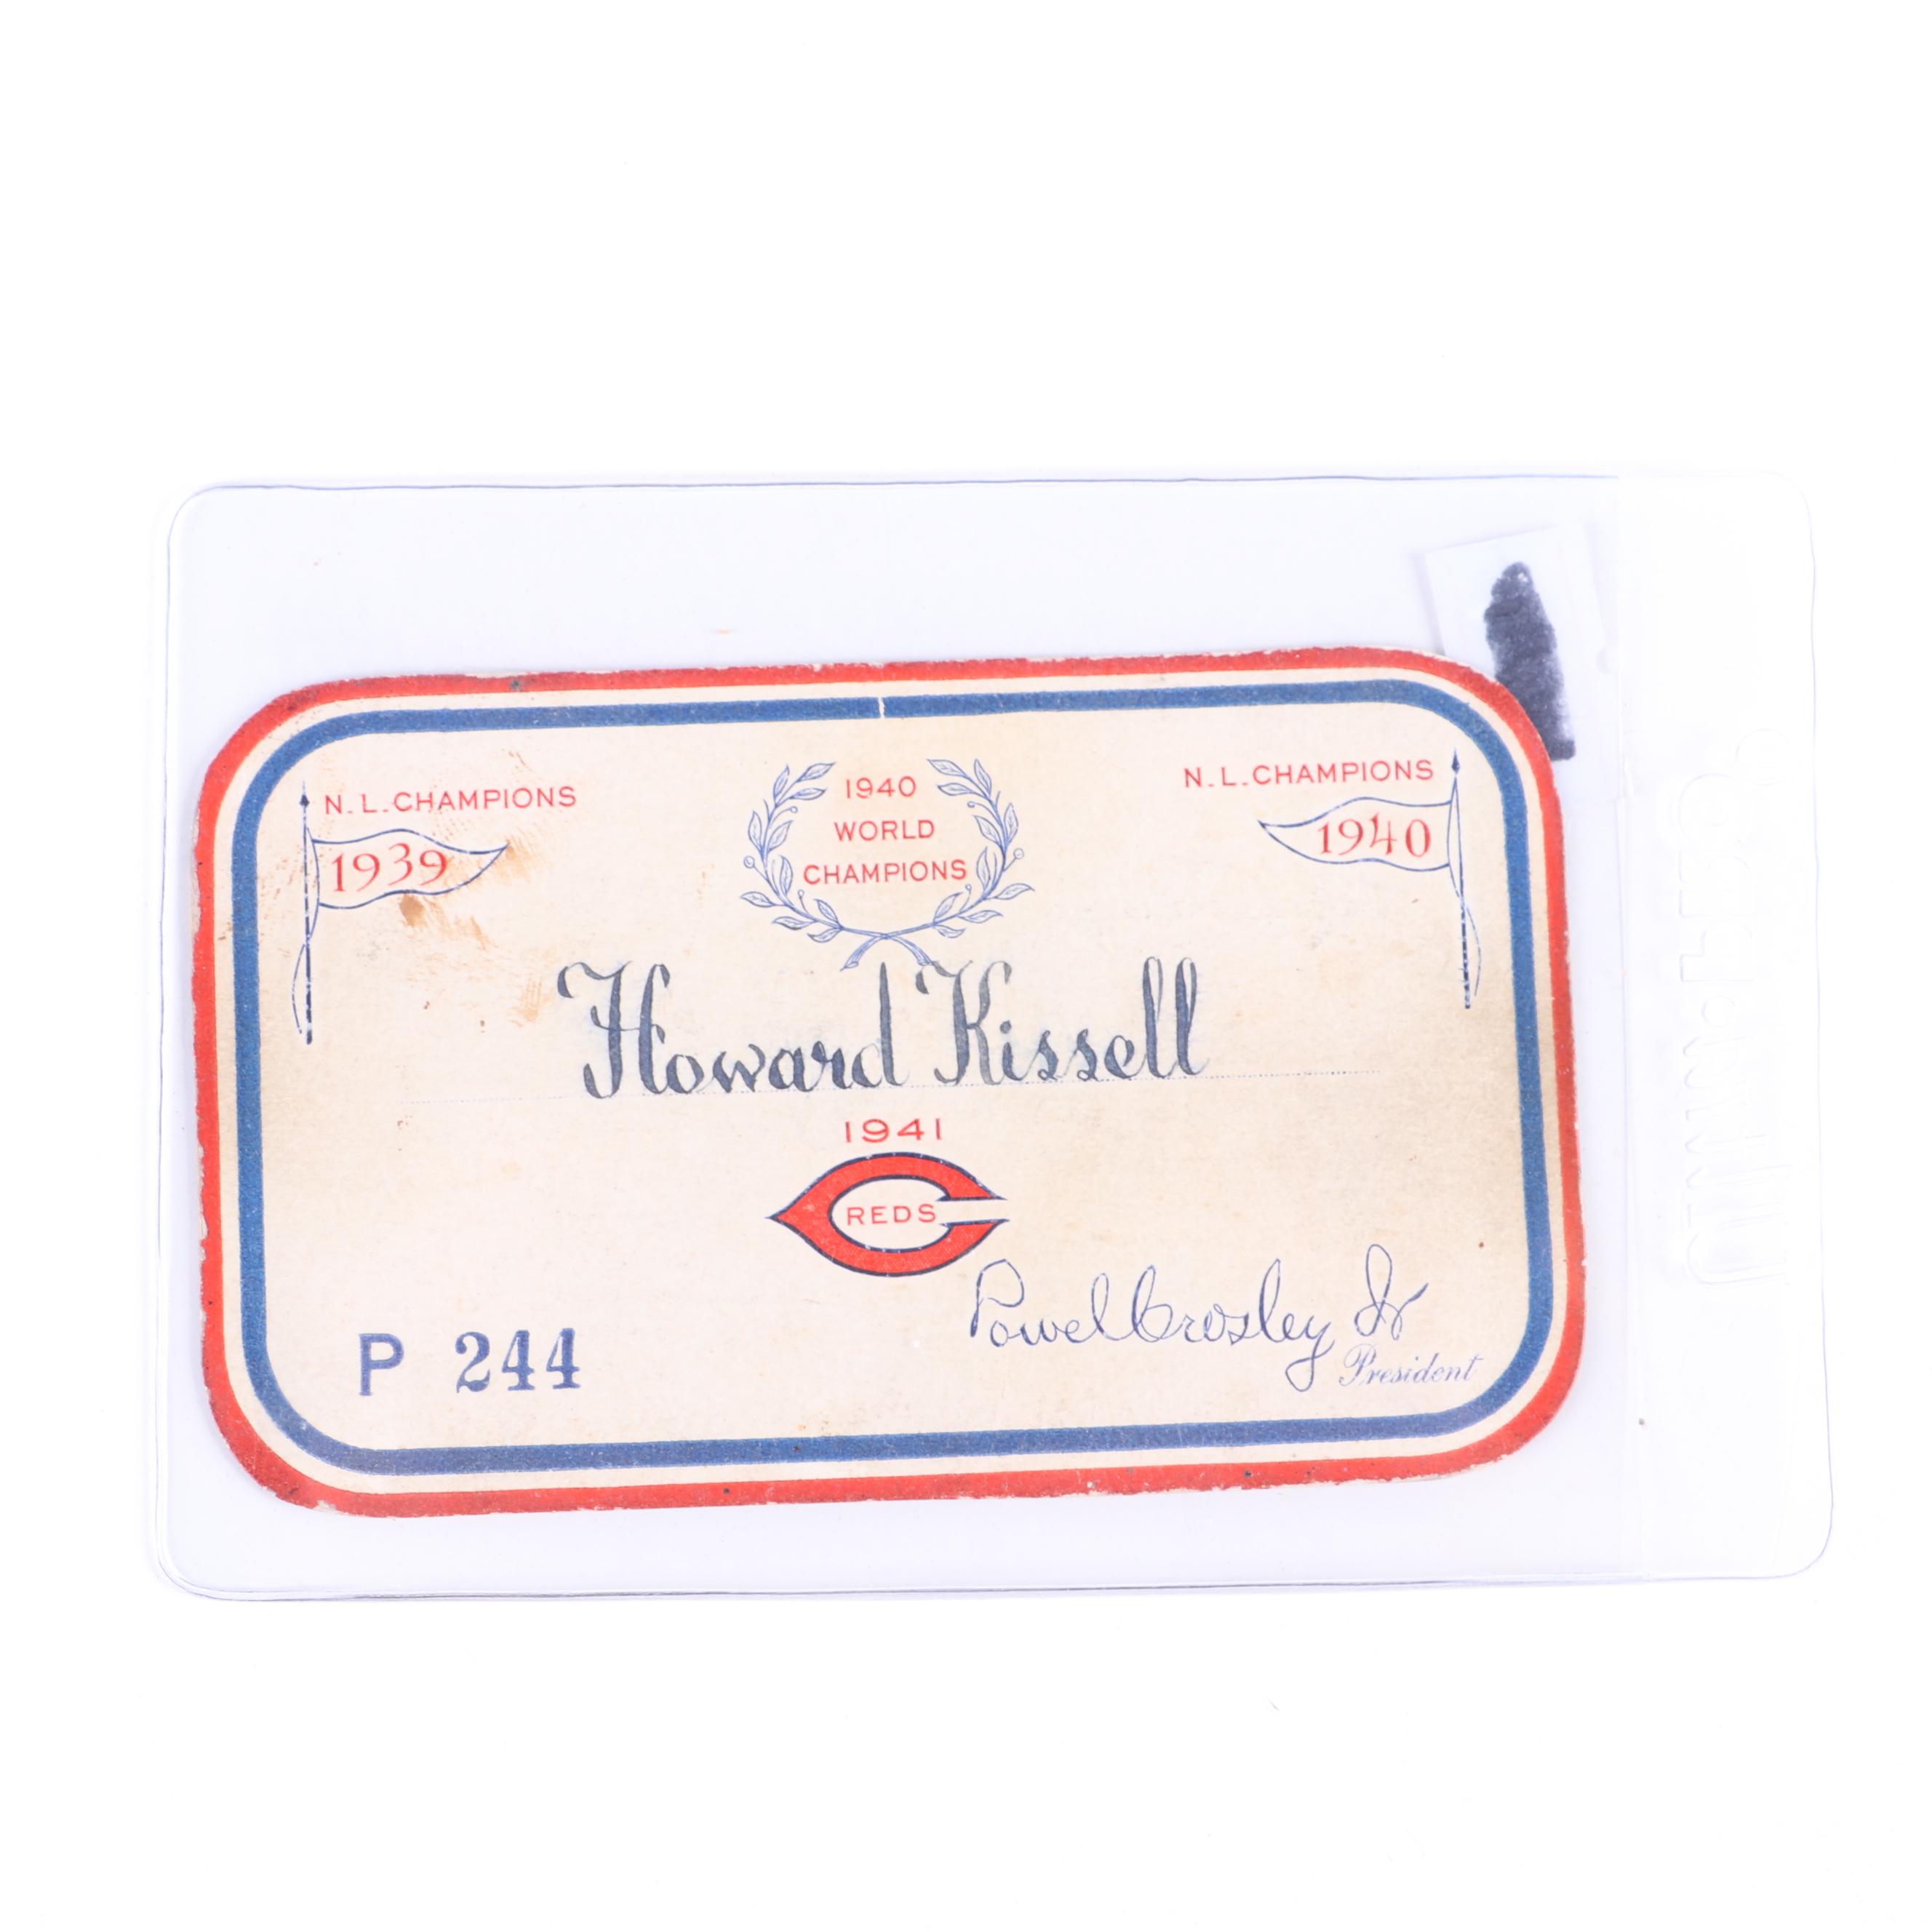 N. L. CHAMPIONS
1939
1940
WORLD
CHAMPIONS
N. L. CHAMPIONS
1940
Howard Kissell
1941
REDS
P 244
Powel Crosley Jr
President